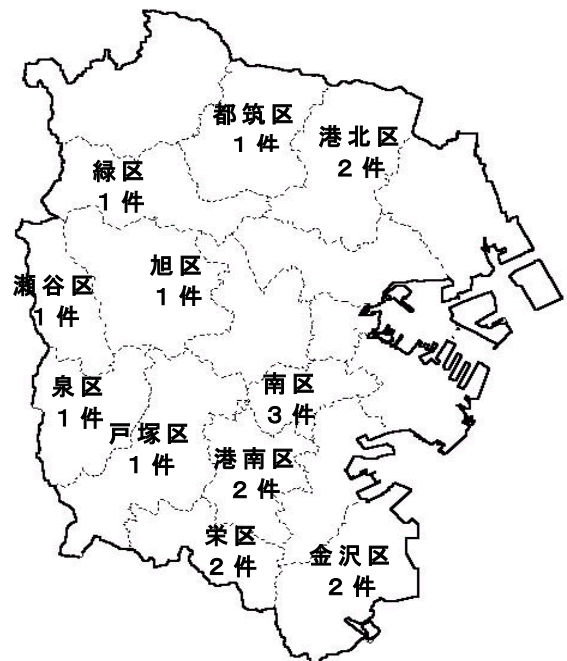 都筑区
1 件
港北区
2 件
緑区
1 件
旭区
1 件
瀬谷区
1 件
泉区
1 件
南区
3 件
戸塚区
1 件
港南区
2 件
栄区
2 件
金沢区
2 件